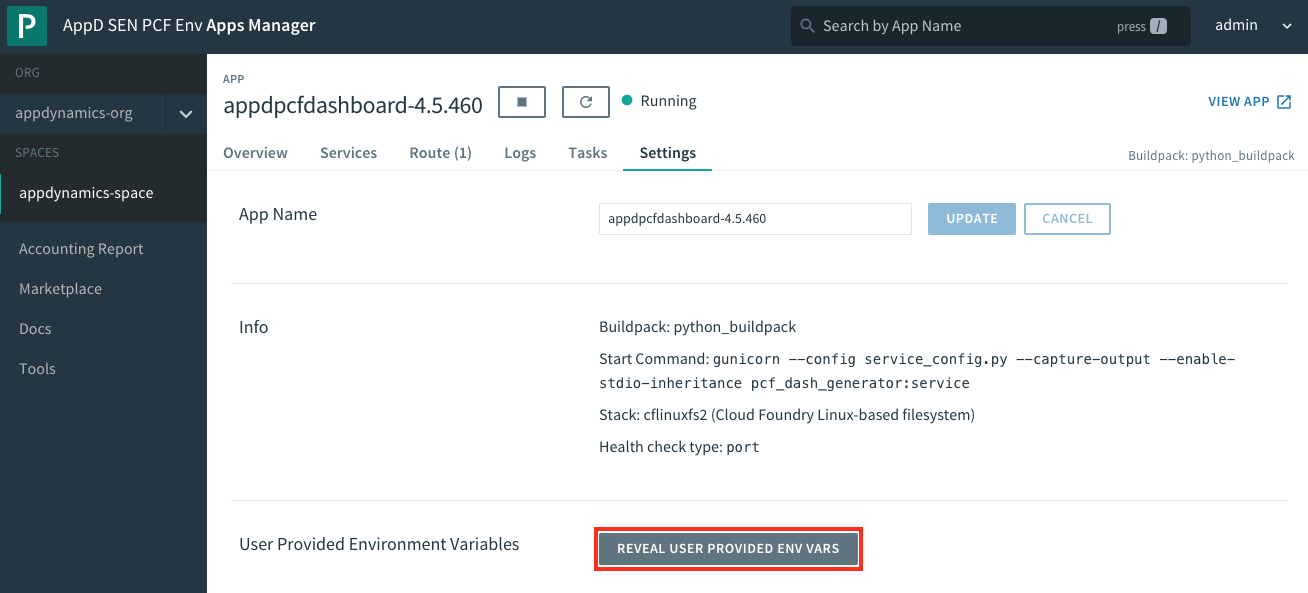 P AppD SEN PCF Env Apps Manager
Search by App Name press /
admin
ORG
appdynamics-org
SPACES
appdynamics-space
Accounting Report
Marketplace
Docs
Tools
APP
appdpcfdashboard-4.5.460
Running
VIEW APP
Overview Services Route (1) Logs Tasks Settings
Buildpack: python_buildpack
App Name
appdpcfdashboard-4.5.460
UPDATE CANCEL
Info
Buildpack: python_buildpack
Start Command: gunicorn --config service_config.py --capture-output --enable-
stdio-inheritance pcf_dash_generator:service
Stack: cflinuxfs2 (Cloud Foundry Linux-based filesystem)
Health check type: port
User Provided Environment Variables
REVEAL USER PROVIDED ENV VARS